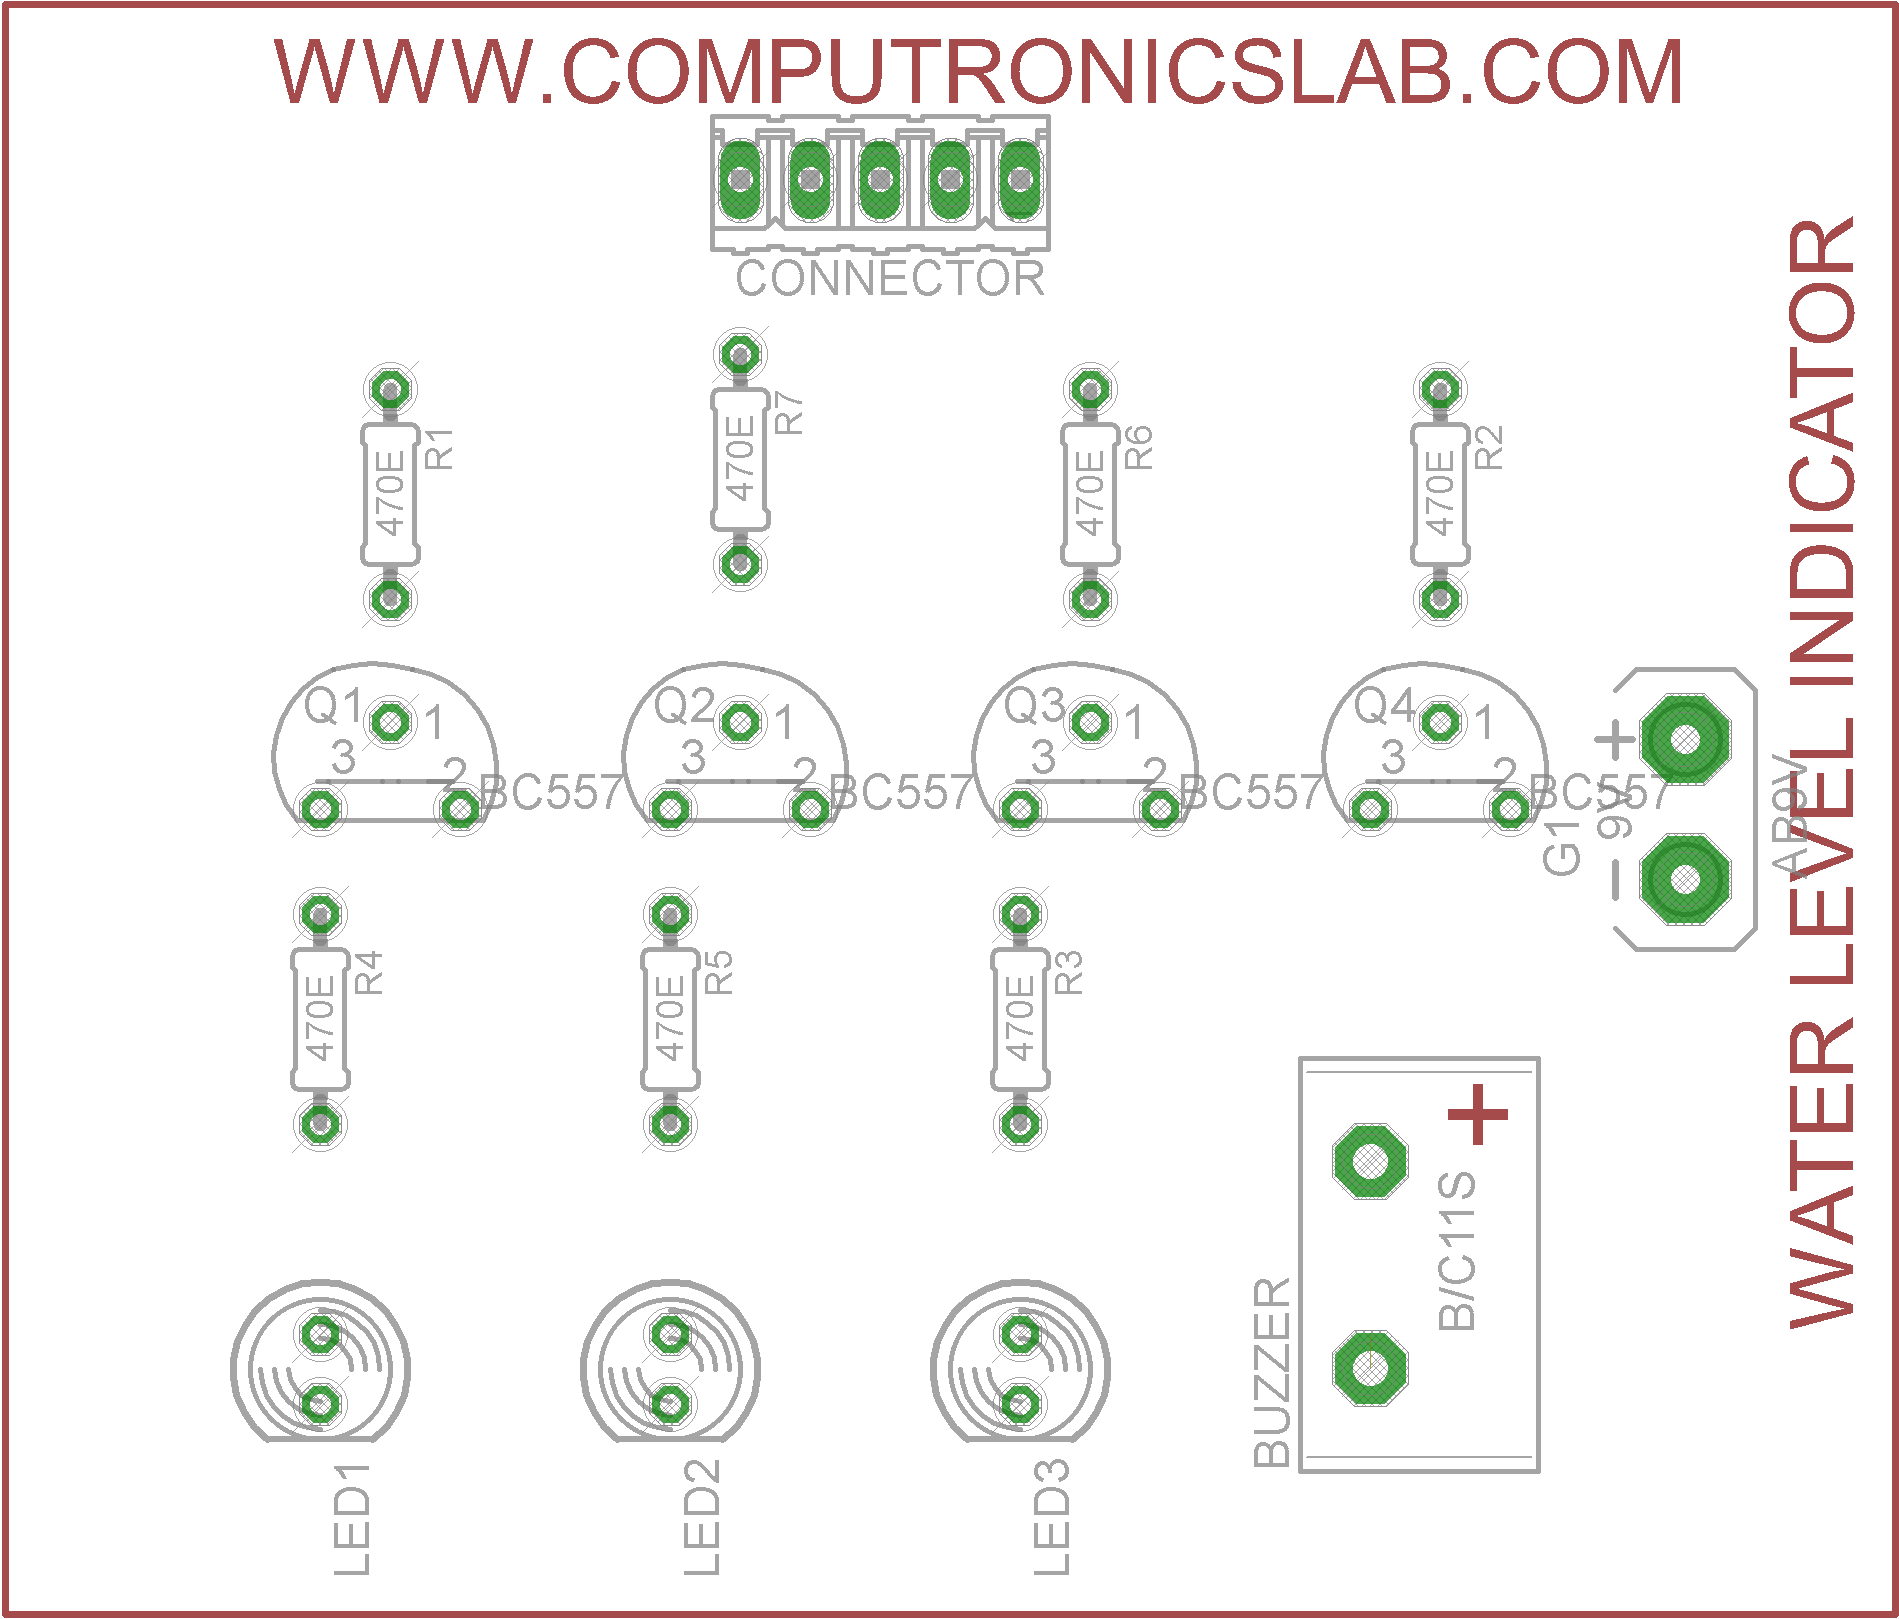 WWW.COMPUTRONICSLAB.COM
CONNECTOR
R1
470E
R7
470E
R6
470E
R2
470E
Q1
1
3
2
BC557
Q2
1
3
2
BC557
Q3
1
3
2
BC557
Q4
1
3
2
BC557
G1
+
9V
-
AB9V
WATER LEVEL INDICATOR
R4
470E
R5
470E
R3
470E
+
B/C11S
BUZZER
LED1
LED2
LED3